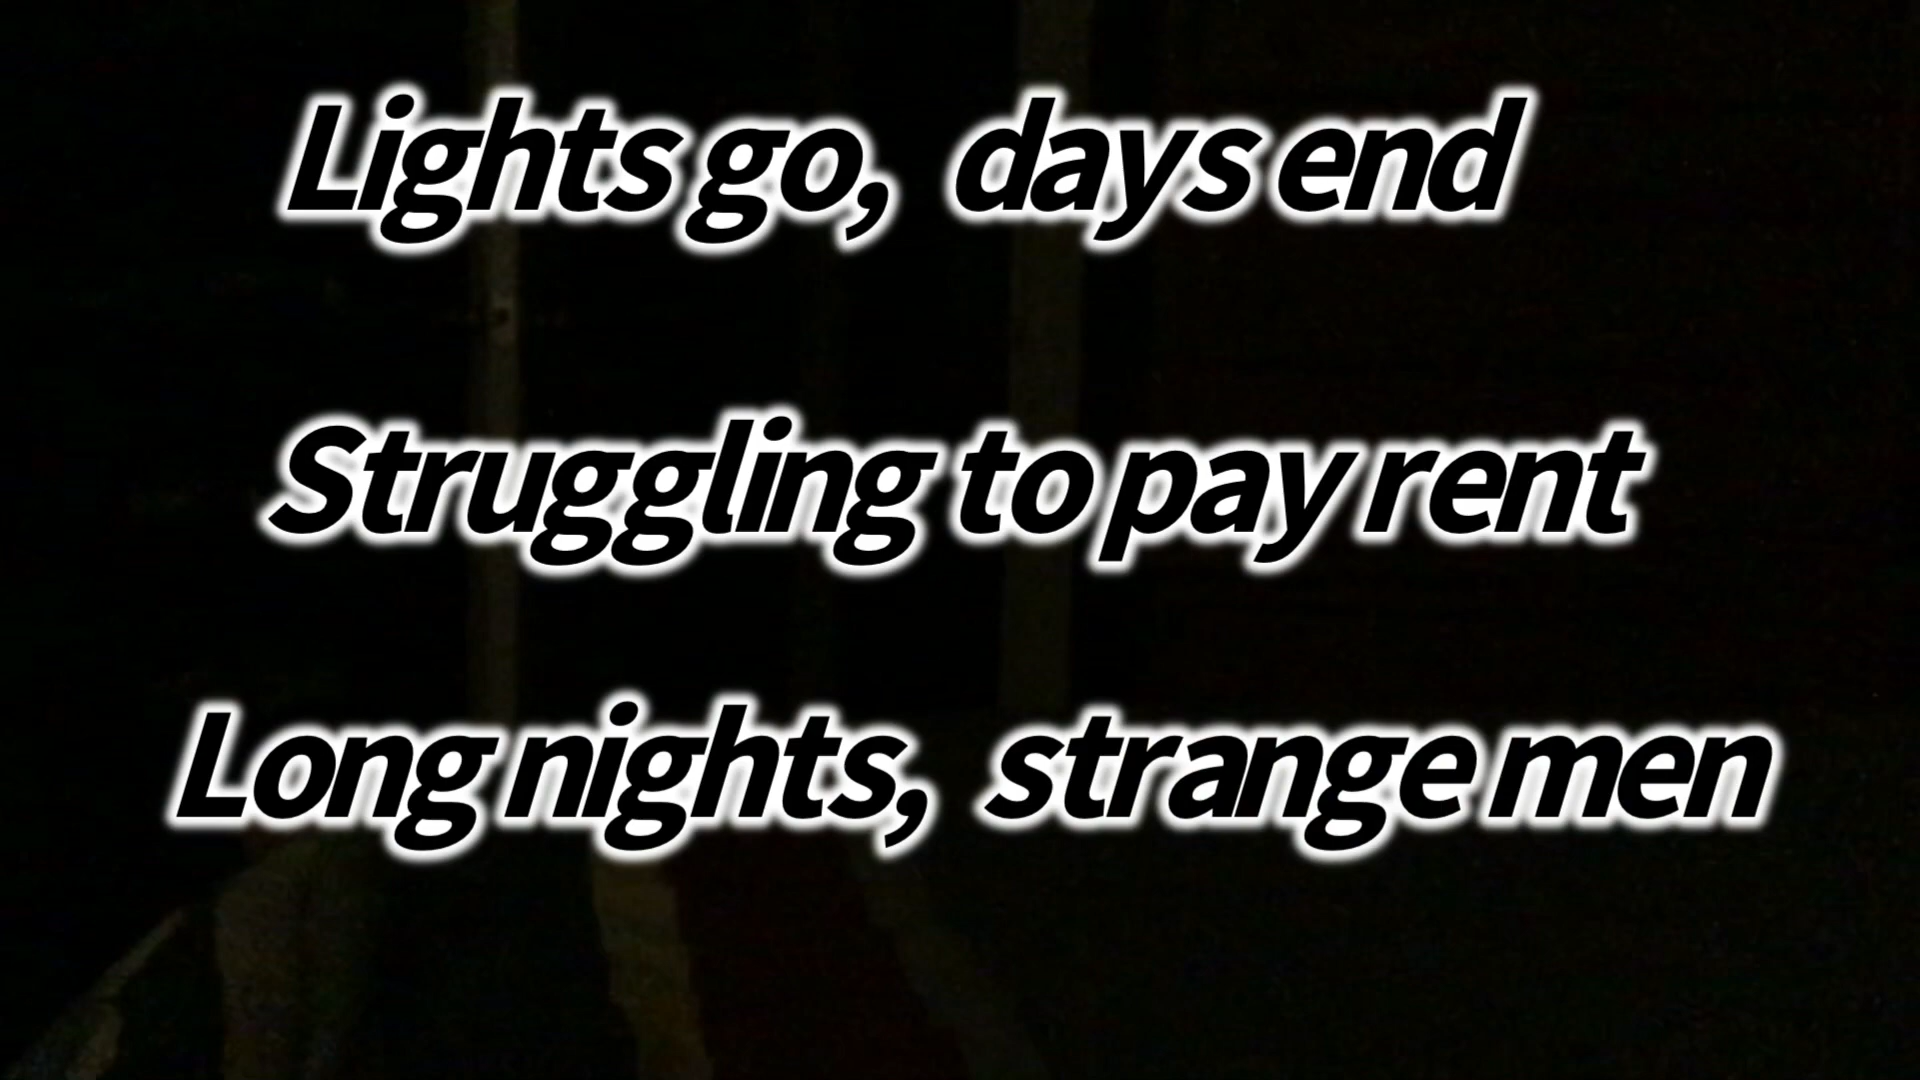 Lights go, days end
Struggling to pay rent
Long nights, strange men